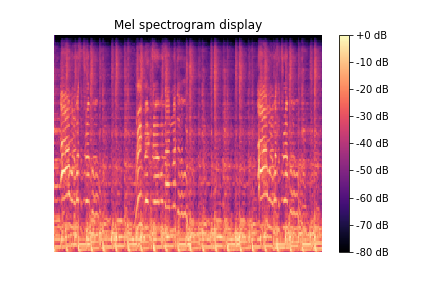 Mel spectrogram display
+0 dB
-10 dB
-20 dB
-30 dB
-40 dB
-50 dB
-60 dB
-70 dB
-80 dB